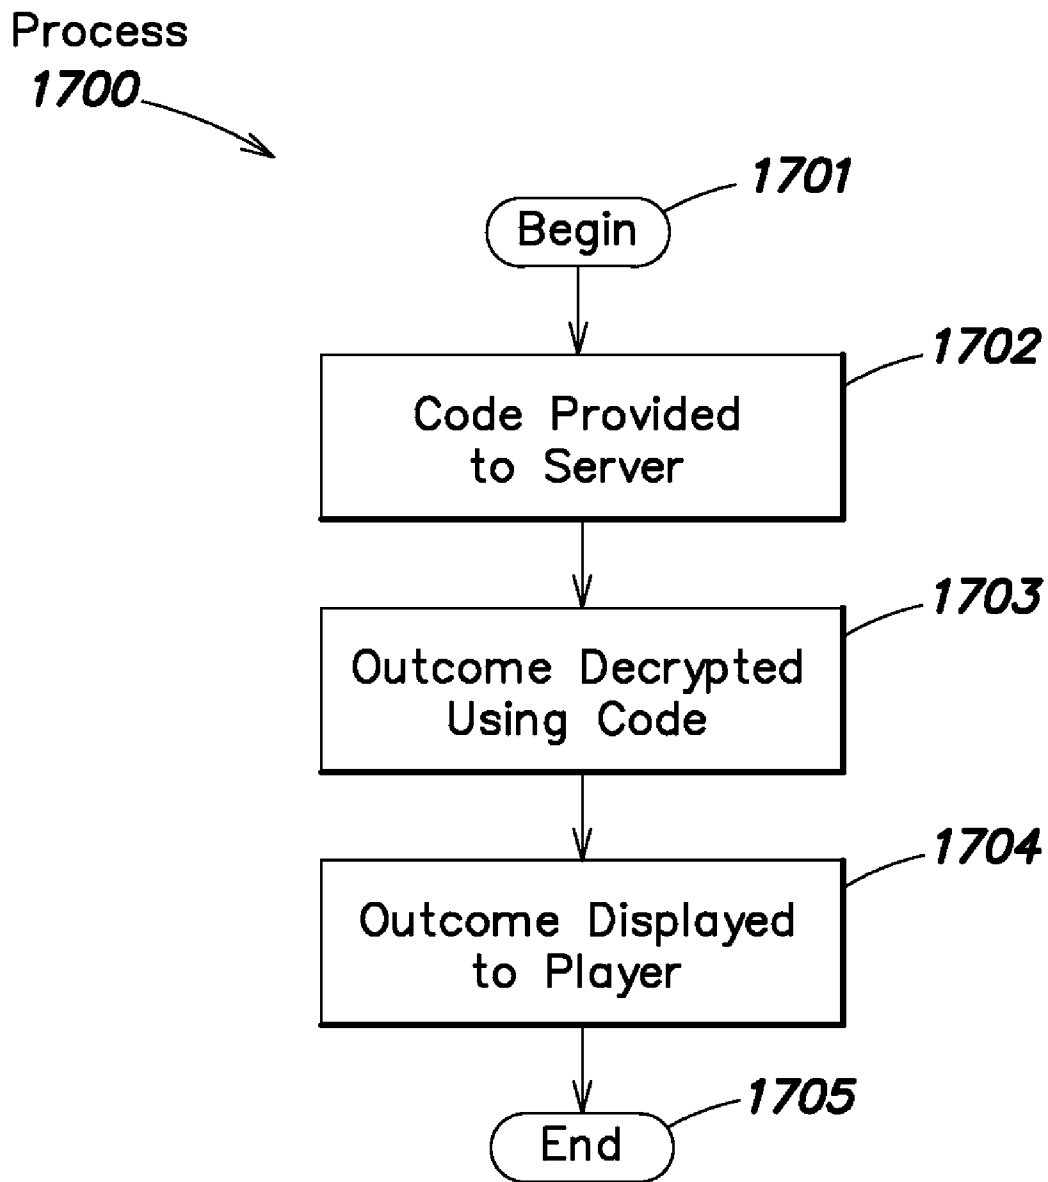 Process
1700
1701
Begin
1702
Code Provided
to Server
1703
Outcome Decrypted
Using Code
1704
Outcome Displayed
to Player
1705
End